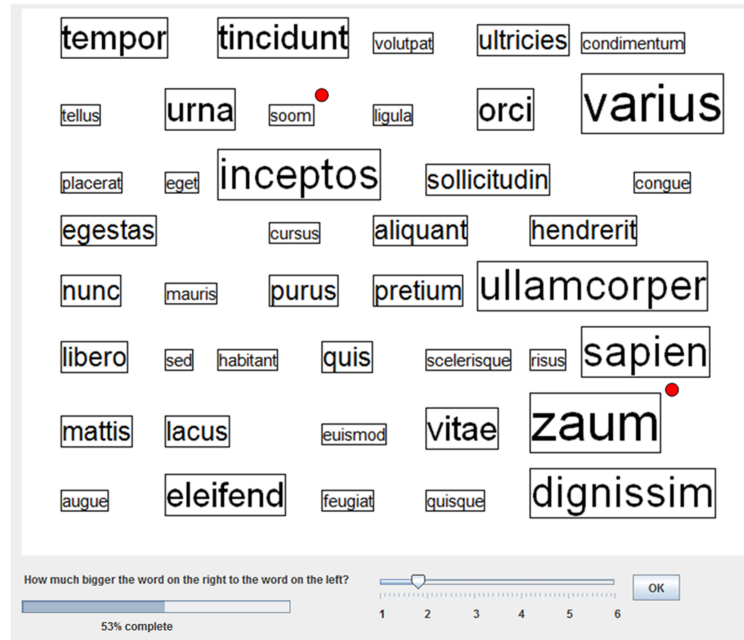 tempor tincidunt volutpat ultricies condimentum
tellus urna soom ligula orci varius
placerat eget inceptos sollicitudin congue
egestas cursus aliquant hendrerit
nunc mauris purus pretium ullamcorper
libero sed habitant quis scelerisque risus sapien
mattis lacus euismod vitae zaum
augue eleifend feugiat quisque dignissim
How much bigger the word on the right to the word on the left?
53% complete
1 2 3 4 5 6
OK